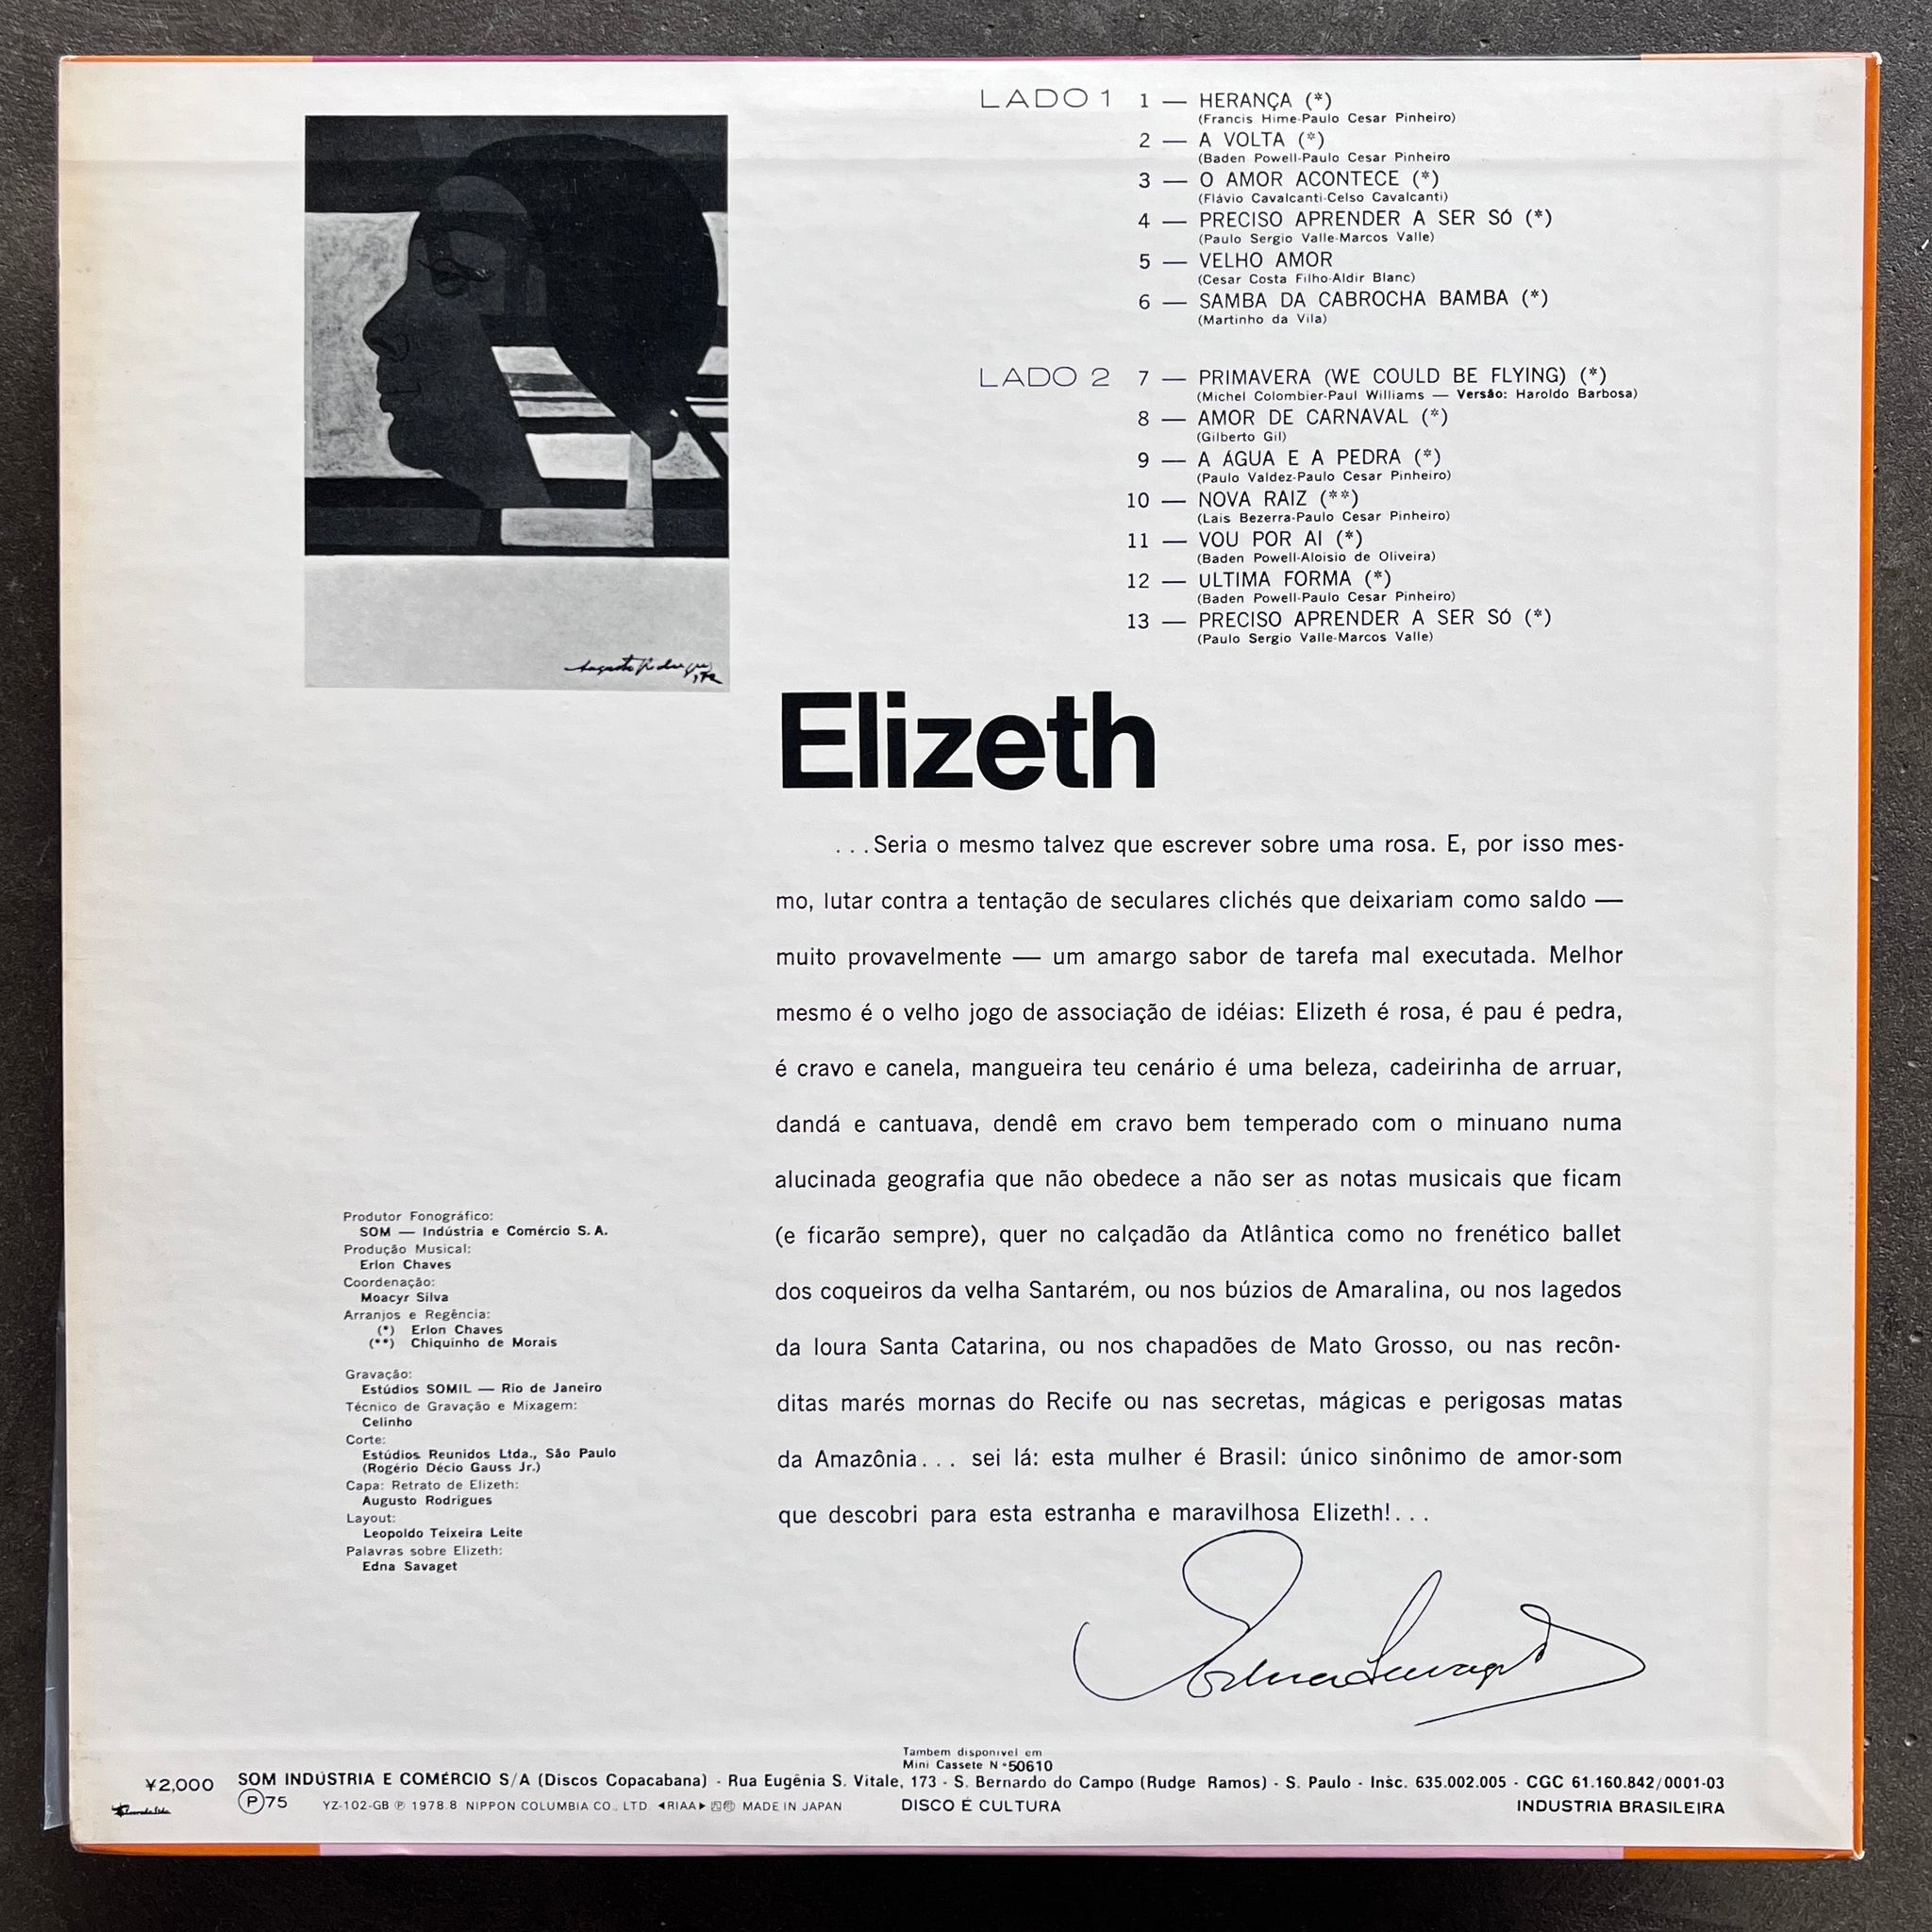 LADO 1 1 — HERANÇA (*)
(Francis Hime-Paulo Cesar Pinheiro)
2 — A VOLTA (*)
(Baden Powell-Paulo Cesar Pinheiro
3 — O AMOR ACONTECE (*)
(Flávio Cavalcanti-Celso Cavalcanti)
4 — PRECISO APRENDER A SER SÓ (*)
(Paulo Sergio Valle-Marcos Valle)
5 — VELHO AMOR
(Cesar Costa Filho-Aldir Blanc)
6 — SAMBA DA CABROCHA BAMBA (*)
(Martinho da Vila)
LADO 2 7 — PRIMAVERA (WE COULD BE FLYING) (*)
(Michel Colombier-Paul Williams — Versão: Haroldo Barbosa)
8 — AMOR DE CARNAVAL (*)
(Gilberto Gil)
9 — A ÁGUA E A PEDRA (*)
(Paulo Valdez-Paulo Cesar Pinheiro)
10 — NOVA RAIZ (**)
(Lais Bezerra-Paulo Cesar Pinheiro)
11 — VOU POR AI (*)
(Baden Powell-Aloisio de Oliveira)
12 — ULTIMA FORMA (*)
(Baden Powell-Paulo Cesar Pinheiro)
13 — PRECISO APRENDER A SER SÓ (*)
(Paulo Sergio Valle-Marcos Valle)
Augusto Rodrigues
Elizeth
...Seria o mesmo talvez que escrever sobre uma rosa. E, por isso mes-
mo, lutar contra a tentação de seculares clichés que deixariam como saldo —
muito provavelmente — um amargo sabor de tarefa mal executada. Melhor
mesmo é o velho jogo de associação de idéias: Elizeth é rosa, é pau é pedra,
é cravo e canela, mangueira teu cenário é uma beleza, cadeirinha de arruar,
dandá e cantuava, dendê em cravo bem temperado com o minuano numa
alucinada geografia que não obedece a não ser as notas musicais que ficam
(e ficarão sempre), quer no calçadão da Atlântica como no frenético ballet
dos coqueiros da velha Santarém, ou nos búzios de Amaralina, ou nos lagedos
da loura Santa Catarina, ou nos chapadões de Mato Grosso, ou nas recôn-
ditas marés mornas do Recife ou nas secretas, mágicas e perigosas matas
da Amazônia... sei lá: esta mulher é Brasil: único sinônimo de amor-som
que descobri para esta estranha e maravilhosa Elizeth!...
Edna Savaget
Produtor Fonográfico:
SOM — Indústria e Comércio S.A.
Produção Musical:
Erlon Chaves
Coordenação:
Moacyr Silva
Arranjos e Regência:
(*) Erlon Chaves
(**) Chiquinho de Morais
Gravação:
Estúdios SOMIL — Rio de Janeiro
Técnico de Gravação e Mixagem:
Celinho
Corte:
Estúdios Reunidos Ltda., São Paulo
(Rogério Décio Gauss Jr.)
Capa: Retrato de Elizeth:
Augusto Rodrigues
Layout:
Leopoldo Teixeira Leite
Palavras sobre Elizeth:
Edna Savaget
Tambem disponivel em
Mini Cassete N.º 50610
¥2,000 SOM INDÚSTRIA E COMÉRCIO S/A (Discos Copacabana) - Rua Eugênia S. Vitale, 173 - S. Bernardo do Campo (Rudge Ramos) - S. Paulo - Insc. 635.002.005 - CGC 61.160.842/0001-03
Ⓟ75 YZ-102-GB ℗ 1978.8 NIPPON COLUMBIA CO., LTD. ◄RIAA► MADE IN JAPAN DISCO É CULTURA INDUSTRIA BRASILEIRA